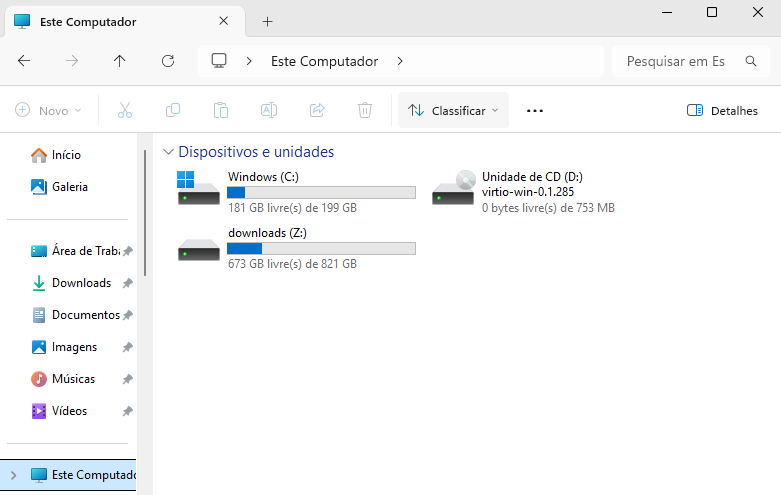 Este Computador
Este Computador
Pesquisar em Es
Novo
Classificar
Detalhes
Início
Galeria
Área de Traba
Downloads
Documentos
Imagens
Músicas
Vídeos
Este Computado
Dispositivos e unidades
Windows (C:)
181 GB livre(s) de 199 GB
Unidade de CD (D:)
virtio-win-0.1.285
0 bytes livre(s) de 753 MB
downloads (Z:)
673 GB livre(s) de 821 GB